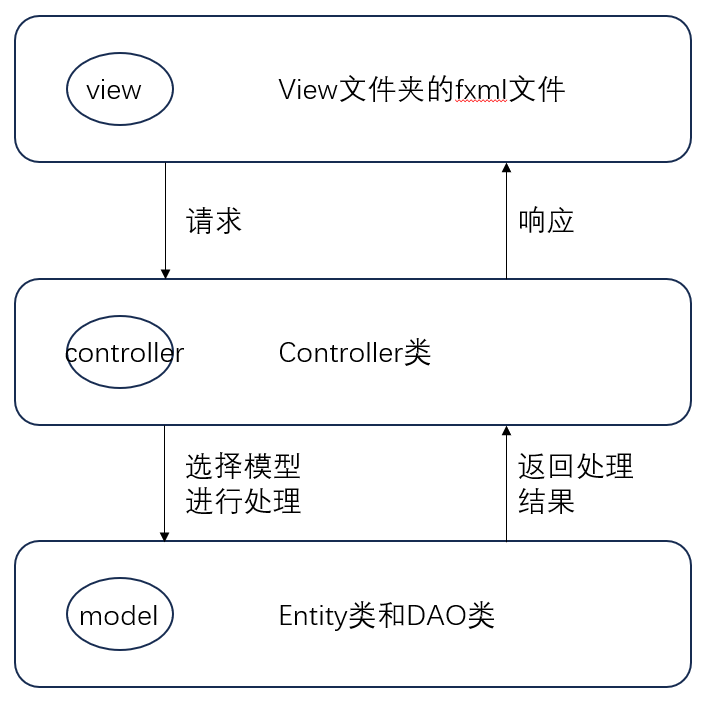 view
View文件夹的fxml文件
请求
响应
controller
Controller类
选择模型
进行处理
返回处理
结果
model
Entity类和DAO类